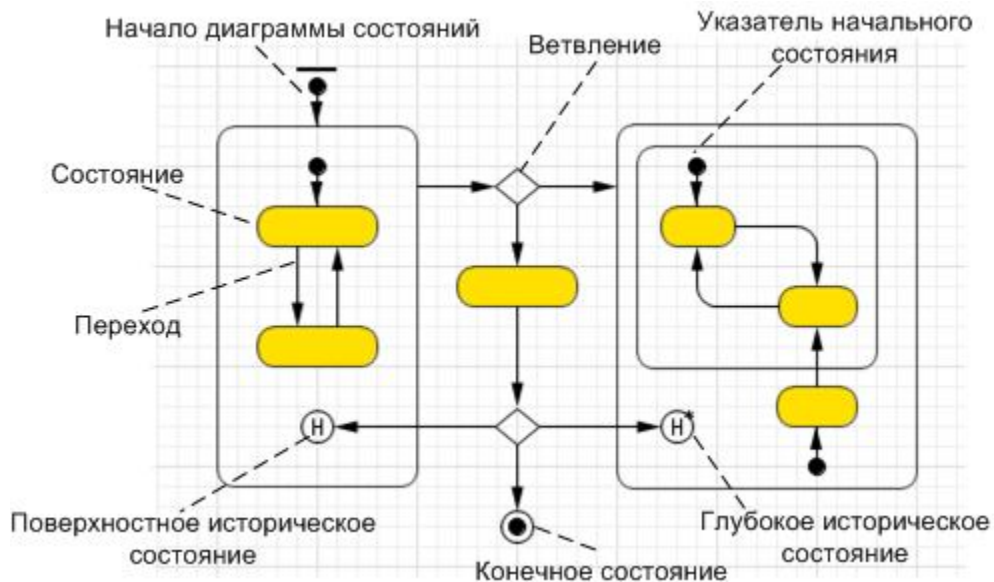 Начало диаграммы состояний
Ветвление
Указатель начального
состояния
Состояние
Переход
H
H*
Поверхностное историческое
состояние
Глубокое историческое
состояние
Конечное состояние